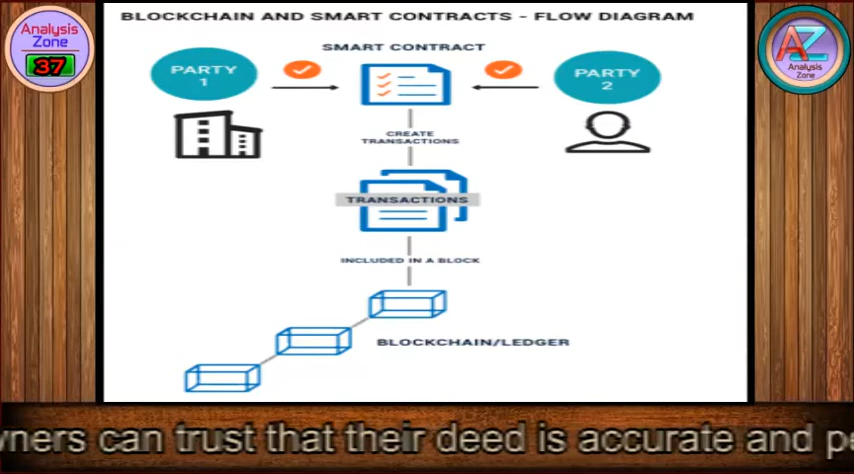 BLOCKCHAIN AND SMART CONTRACTS - FLOW DIAGRAM
Analysis
Zone
37
AZ
Analysis
Zone
SMART CONTRACT
PARTY
1
PARTY
2
CREATE
TRANSACTIONS
TRANSACTIONS
INCLUDED IN A BLOCK
BLOCKCHAIN/LEDGER
can trust that their deed is accurate and